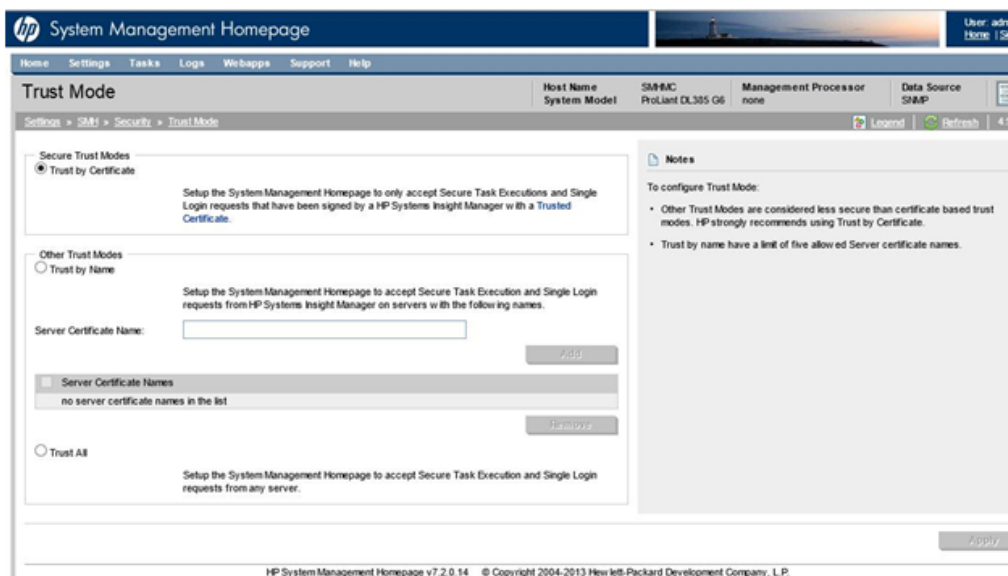 hp System Management Homepage
User: adm
Home | Si
Home Settings Tasks Logs Webapps Support Help
Trust Mode
Host Name SMHMC Management Processor Data Source
System Model ProLiant DL385 G6 none SNMP
Settings » SMH » Security » Trust Mode
Legend Refresh
Secure Trust Modes
Trust by Certificate
Setup the System Management Homepage to only accept Secure Task Executions and Single
Login requests that have been signed by a HP Systems Insight Manager with a Trusted
Certificate.
Other Trust Modes
Trust by Name
Setup the System Management Homepage to accept Secure Task Execution and Single Login
requests from HP Systems Insight Manager on servers with the following names.
Server Certificate Name:
Add
Server Certificate Names
no server certificate names in the list
Remove
Trust All
Setup the System Management Homepage to accept Secure Task Execution and Single Login
requests from any server.
Notes
To configure Trust Mode:
• Other Trust Modes are considered less secure than certificate based trust
modes. HP strongly recommends using Trust by Certificate.
• Trust by name have a limit of five allowed Server certificate names.
Apply
HP System Management Homepage v7.2.0.14 © Copyright 2004-2013 Hewlett-Packard Development Company, L.P.